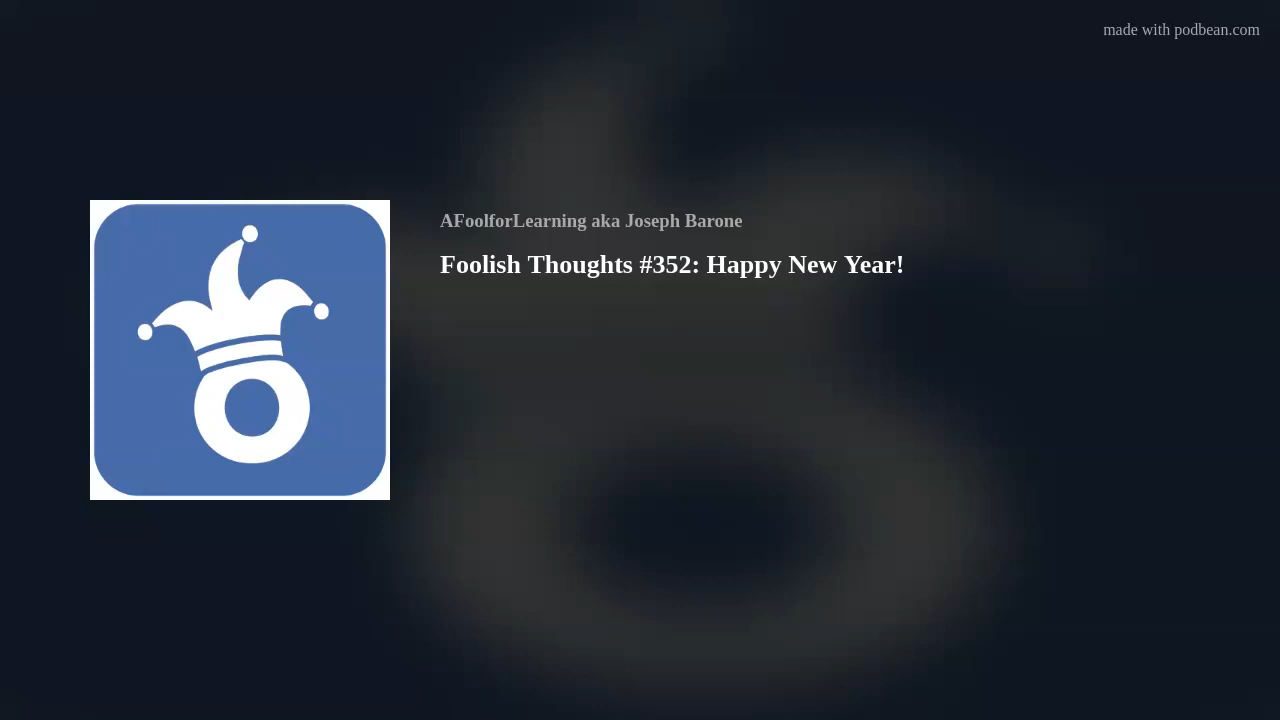 made with podbean.com
AFoolforLearning aka Joseph Barone
Foolish Thoughts #352: Happy New Year!